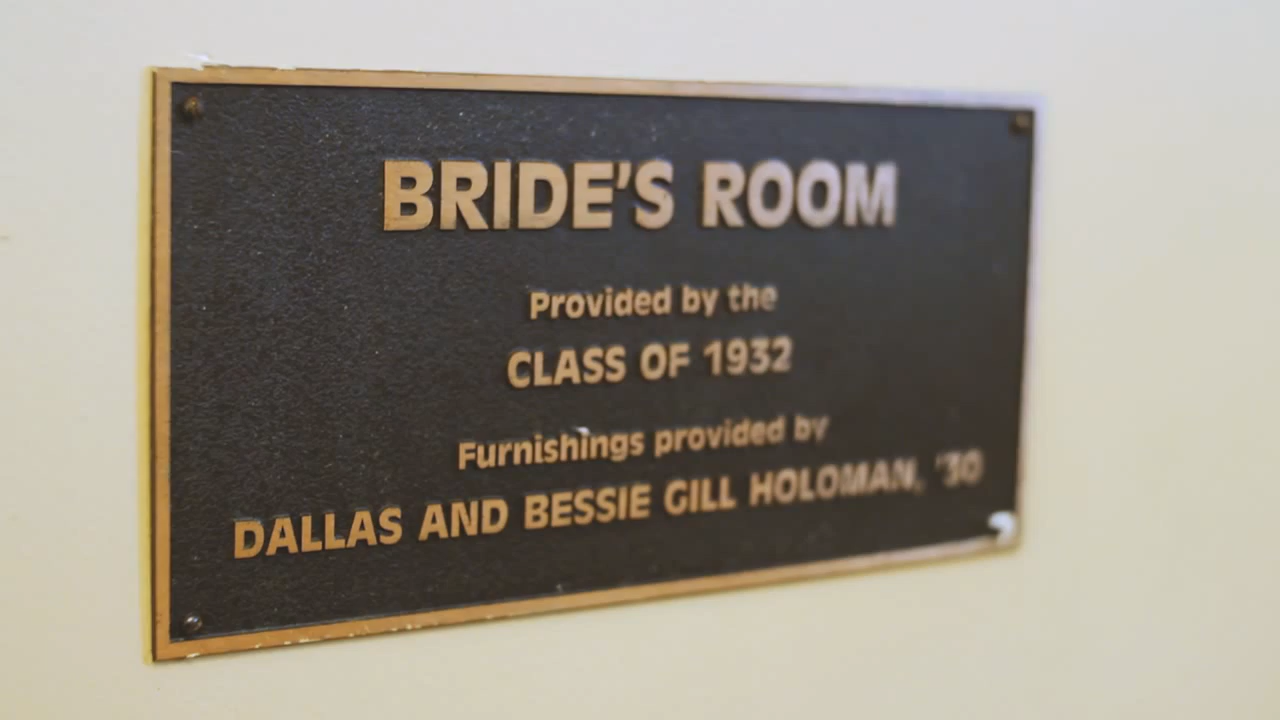 BRIDE'S ROOM
Provided by the
CLASS OF 1932
Furnishings provided by
DALLAS AND BESSIE GILL HOLOMAN, '30